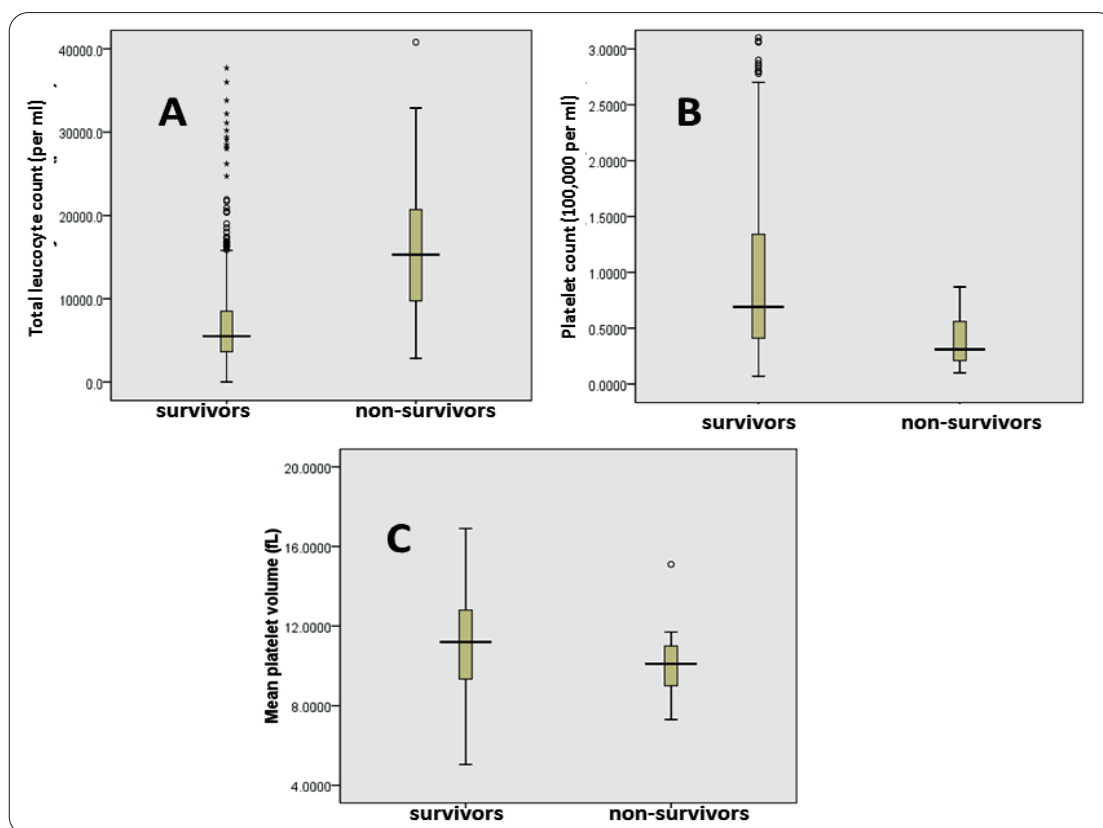 A
Total leucocyte count (per ml)
40000.0
30000.0
20000.0
10000.0
0.0
survivors non-survivors
B
Platelet count (100,000 per ml)
3.0000
2.5000
2.0000
1.5000
1.0000
0.5000
0.0000
survivors non-survivors
C
Mean platelet volume (fL)
20.0000
16.0000
12.0000
8.0000
4.0000
survivors non-survivors